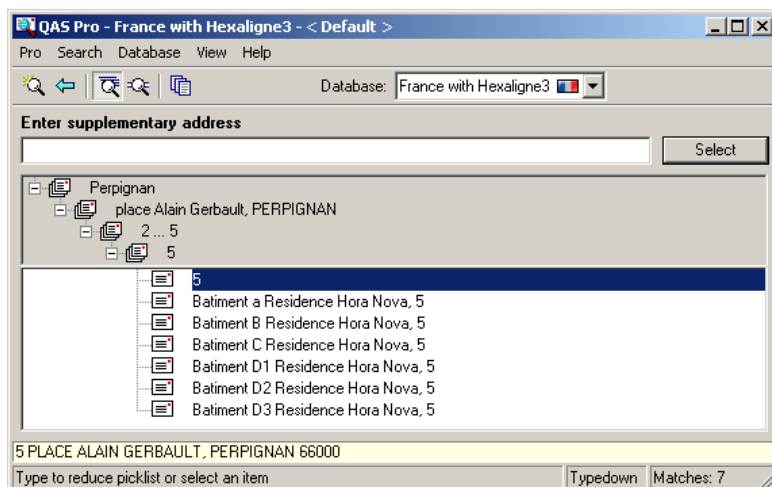 QAS Pro - France with Hexaligne3 - < Default >
Pro Search Database View Help
Database: France with Hexaligne3
Enter supplementary address
Select
Perpignan
place Alain Gerbault, PERPIGNAN
2 ... 5
5
5
Batiment a Residence Hora Nova, 5
Batiment B Residence Hora Nova, 5
Batiment C Residence Hora Nova, 5
Batiment D1 Residence Hora Nova, 5
Batiment D2 Residence Hora Nova, 5
Batiment D3 Residence Hora Nova, 5
5 PLACE ALAIN GERBAULT, PERPIGNAN 66000
Type to reduce picklist or select an item Typedown Matches: 7